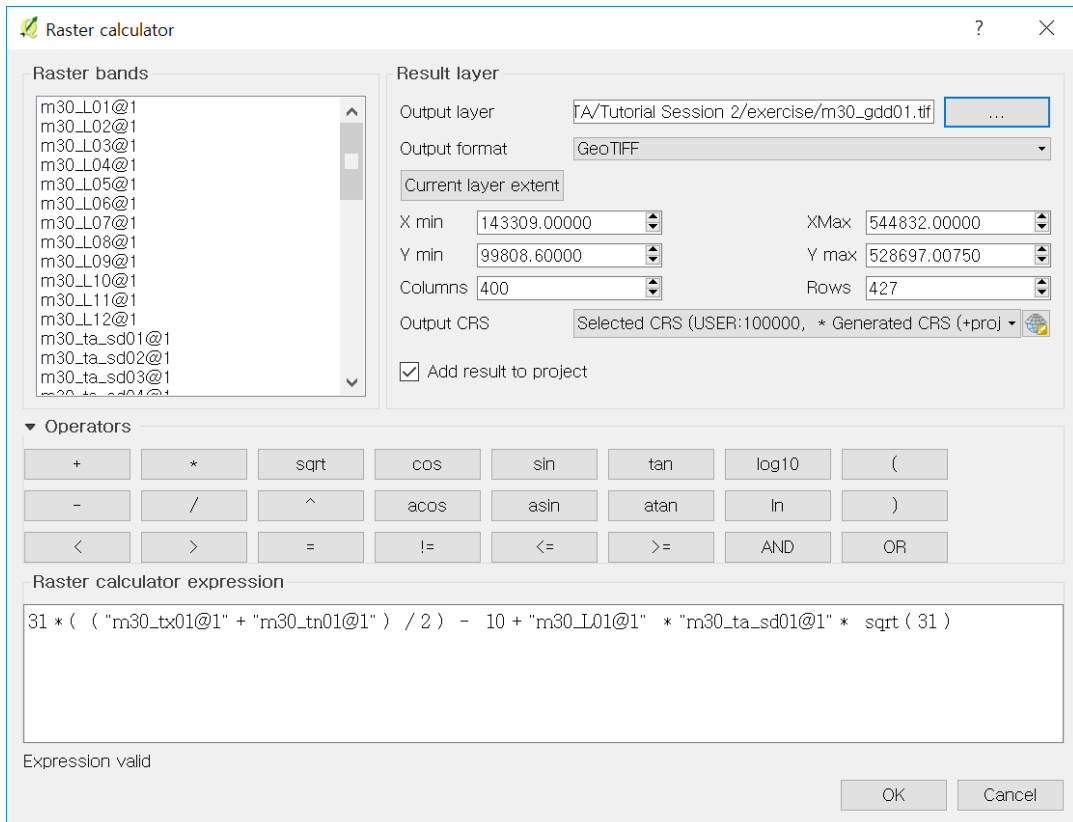 Raster calculator
?
Raster bands
m30_L01@1
m30_L02@1
m30_L03@1
m30_L04@1
m30_L05@1
m30_L06@1
m30_L07@1
m30_L08@1
m30_L09@1
m30_L10@1
m30_L11@1
m30_L12@1
m30_ta_sd01@1
m30_ta_sd02@1
m30_ta_sd03@1
m30_ta_sd04@1
Result layer
Output layer TA/Tutorial Session 2/exercise/m30_gdd01.tif ...
Output format GeoTIFF
Current layer extent
X min 143309.00000 XMax 544832.00000
Y min 99808.60000 Y max 528697.00750
Columns 400 Rows 427
Output CRS Selected CRS (USER:100000, * Generated CRS (+proj
Add result to project
Operators
+ * sqrt cos sin tan log10 (
- / ^ acos asin atan ln )
< > = != <= >= AND OR
Raster calculator expression
31 * ( ( "m30_tx01@1" + "m30_tn01@1" ) / 2 ) - 10 + "m30_L01@1" * "m30_ta_sd01@1" * sqrt ( 31 )
Expression valid
OK Cancel